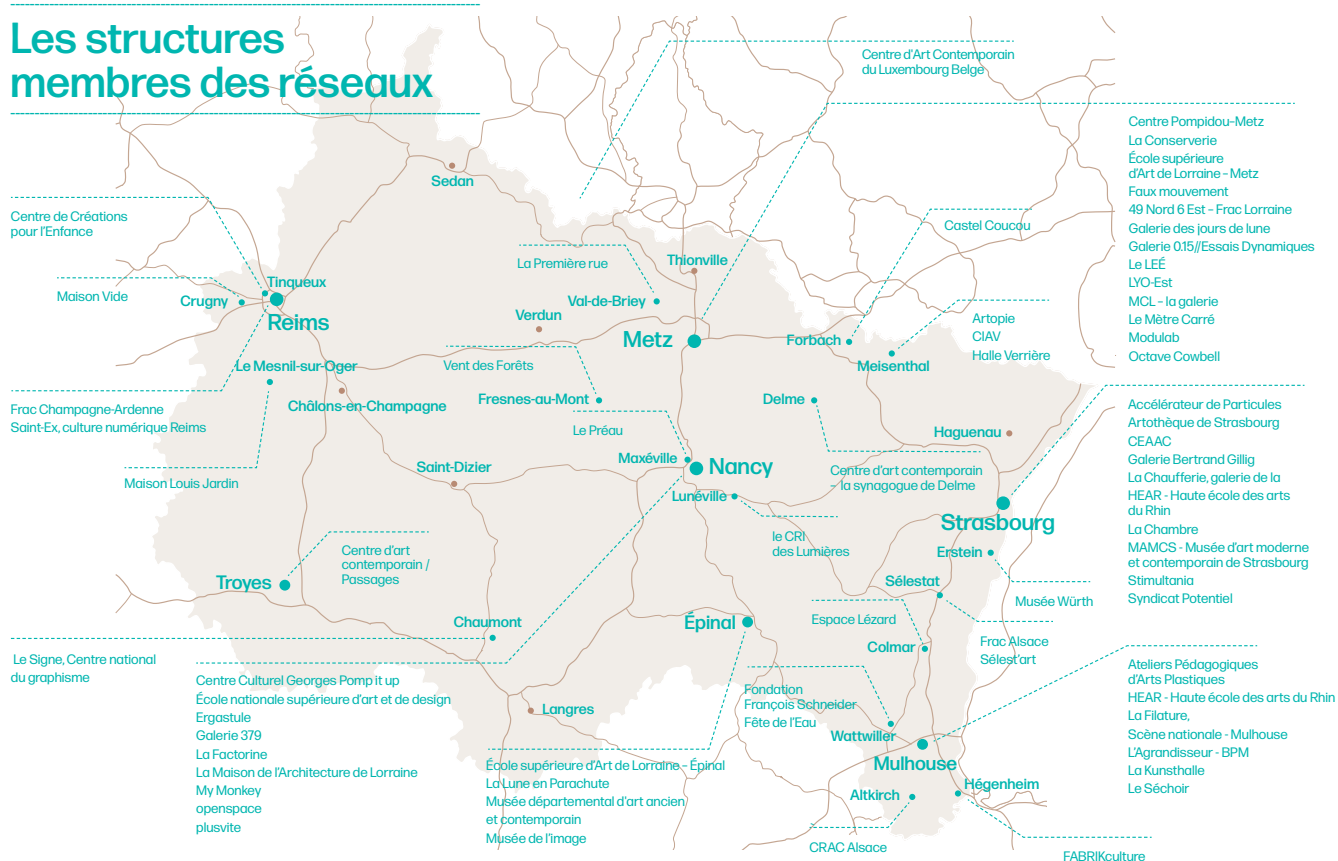 Les structures
membres des réseaux
Centre d'Art Contemporain
du Luxembourg Belge
Centre Pompidou-Metz
La Conserverie
École supérieure
d'Art de Lorraine - Metz
Faux mouvement
49 Nord 6 Est - Frac Lorraine
Galerie des jours de lune
Galerie 0.15//Essais Dynamiques
Le LEÉ
LYO-Est
MCL - la galerie
Le Mètre Carré
Modulab
Octave Cowbell
Sedan
Centre de Créations
pour l'Enfance
Castel Coucou
La Première rue
Thionville
Maison Vide
Tinqueux
Crugny
Reims
Val-de-Briey
Verdun
Metz
Forbach
Artopie
CIAV
Halle Verrière
Meisenthal
Le Mesnil-sur-Oger
Vent des Forêts
Châlons-en-Champagne
Fresnes-au-Mont
Delme
Frac Champagne-Ardenne
Saint-Ex, culture numérique Reims
Le Préau
Haguenau
Accélérateur de Particules
Artothèque de Strasbourg
CEAAC
Galerie Bertrand Gillig
La Chaufferie, galerie de la
HEAR - Haute école des arts
du Rhin
La Chambre
MAMCS - Musée d'art moderne
et contemporain de Strasbourg
Stimultania
Syndicat Potentiel
Maxéville
Nancy
Saint-Dizier
Maison Louis Jardin
Centre d'art contemporain
- la synagogue de Delme
Lunéville
Strasbourg
le CRI
des Lumières
Centre d'art
contemporain /
Passages
Erstein
Troyes
Sélestat
Musée Würth
Chaumont
Épinal
Espace Lézard
Colmar
Frac Alsace
Sélest'art
Le Signe, Centre national
du graphisme
Centre Culturel Georges Pomp it up
École nationale supérieure d'art et de design
Ergastule
Galerie 379
La Factorine
La Maison de l'Architecture de Lorraine
My Monkey
openspace
plusvite
Langres
Fondation
François Schneider
Fête de l'Eau
Wattwiller
Ateliers Pédagogiques
d'Arts Plastiques
HEAR - Haute école des arts du Rhin
La Filature,
Scène nationale - Mulhouse
L'Agrandisseur - BPM
La Kunsthalle
Le Séchoir
École supérieure d'Art de Lorraine - Épinal
La Lune en Parachute
Musée départemental d'art ancien
et contemporain
Musée de l'image
Mulhouse
Hégenheim
Altkirch
CRAC Alsace
FABRIKculture